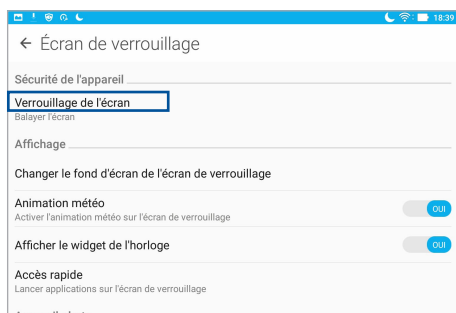 18:39
Écran de verrouillage
Sécurité de l'appareil
Verrouillage de l'écran
Balayer l'écran
Affichage
Changer le fond d'écran de l'écran de verrouillage
Animation météo
Activer l'animation météo sur l'écran de verrouillage
OUI
Afficher le widget de l'horloge
OUI
Accès rapide
Lancer applications sur l'écran de verrouillage